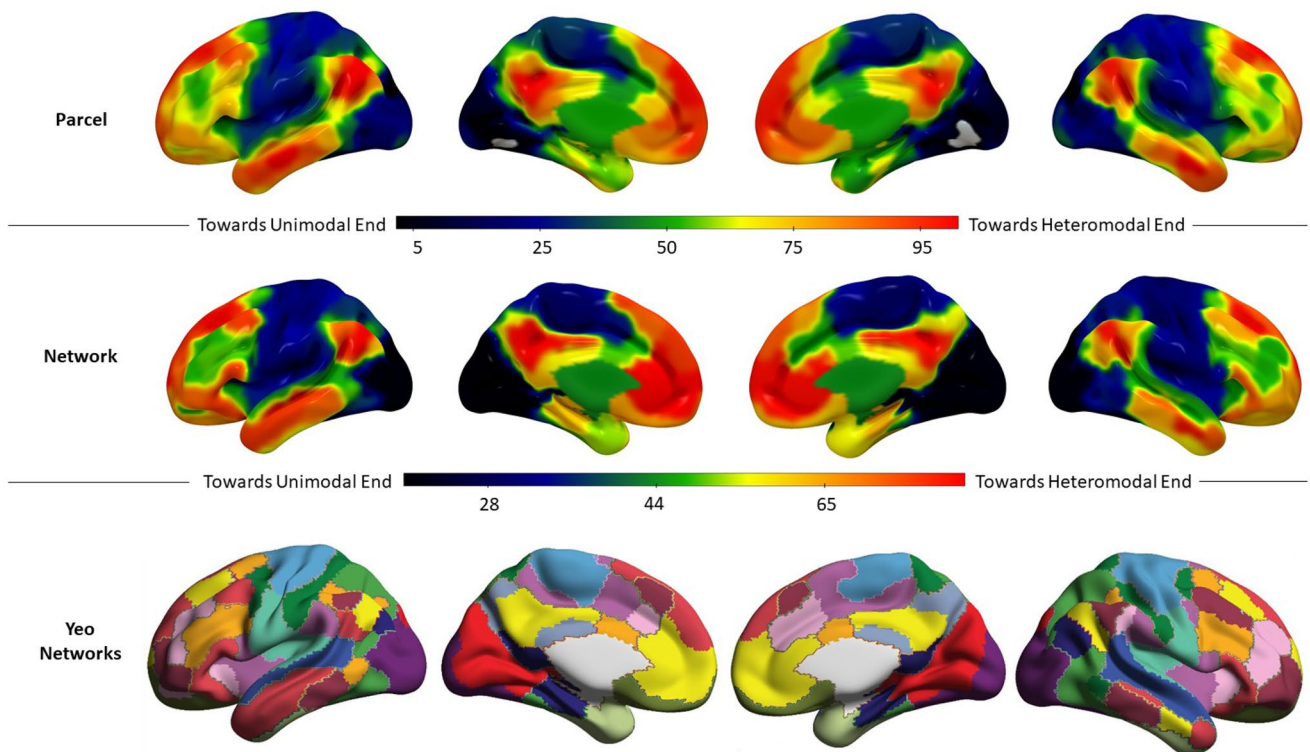 Parcel
Towards Unimodal End
Towards Heteromodal End
5 25 50 75 95
Network
Towards Unimodal End
Towards Heteromodal End
28 44 65
Yeo
Networks